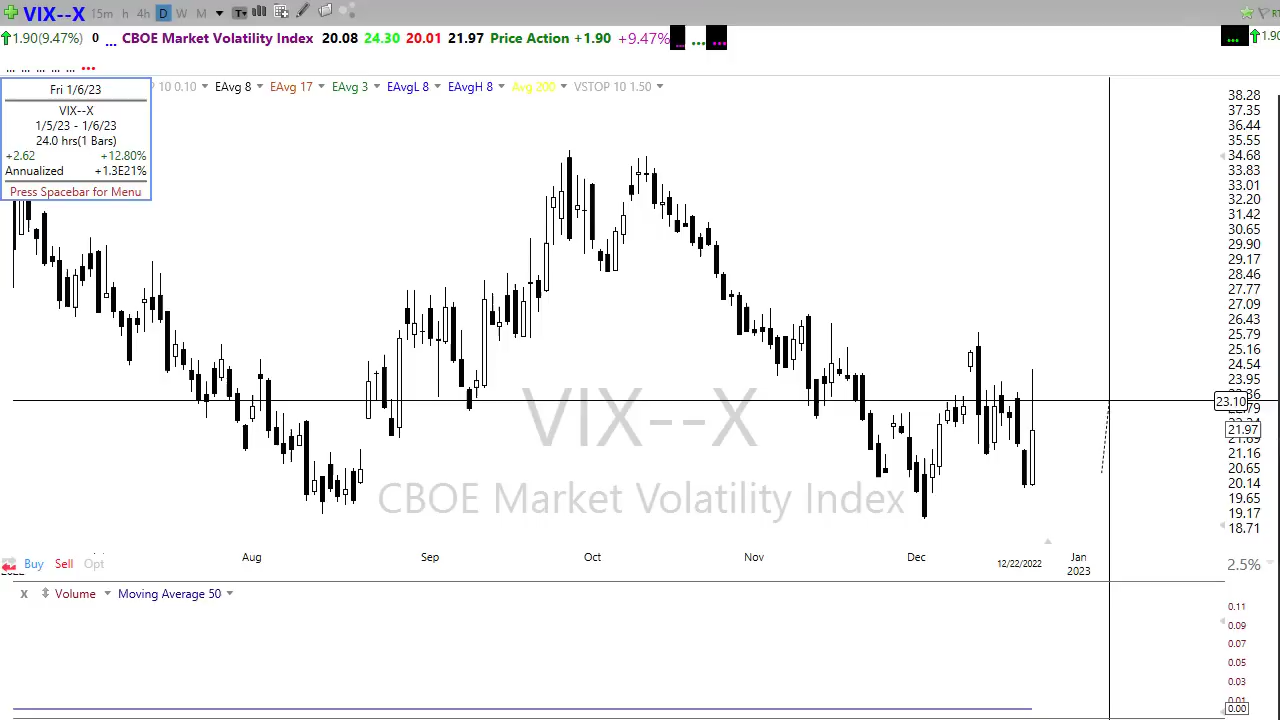 VIX--X 15m h 4h D W M
1.90(9.47%) 0 ... CBOE Market Volatility Index 20.08 24.30 20.01 21.97 Price Action +1.90 +9.47% ... ... ... ... 1.90
... ... ... ... ... ...
10 0.10 EAvg 8 EAvg 17 EAvg 3 EAvgL 8 EAvgH 8 Avg 200 VSTOP 10 1.50
Fri 1/6/23
VIX--X
1/5/23 - 1/6/23
24.0 hrs(1 Bars)
+2.62 +12.80%
Annualized +1.3E21%
Press Spacebar for Menu
38.28
37.35
36.44
35.55
34.68
33.83
33.01
32.20
31.42
30.65
29.90
29.17
28.46
27.77
27.09
26.43
25.79
25.16
24.54
23.95
23.10
21.97
21.16
20.65
20.14
19.65
19.17
18.71
VIX--X
CBOE Market Volatility Index
Aug Sep Oct Nov Dec 12/22/2022 Jan
2023
Buy Sell Opt
2.5%
x Volume Moving Average 50
0.11
0.09
0.07
0.05
0.03
0.01
0.00